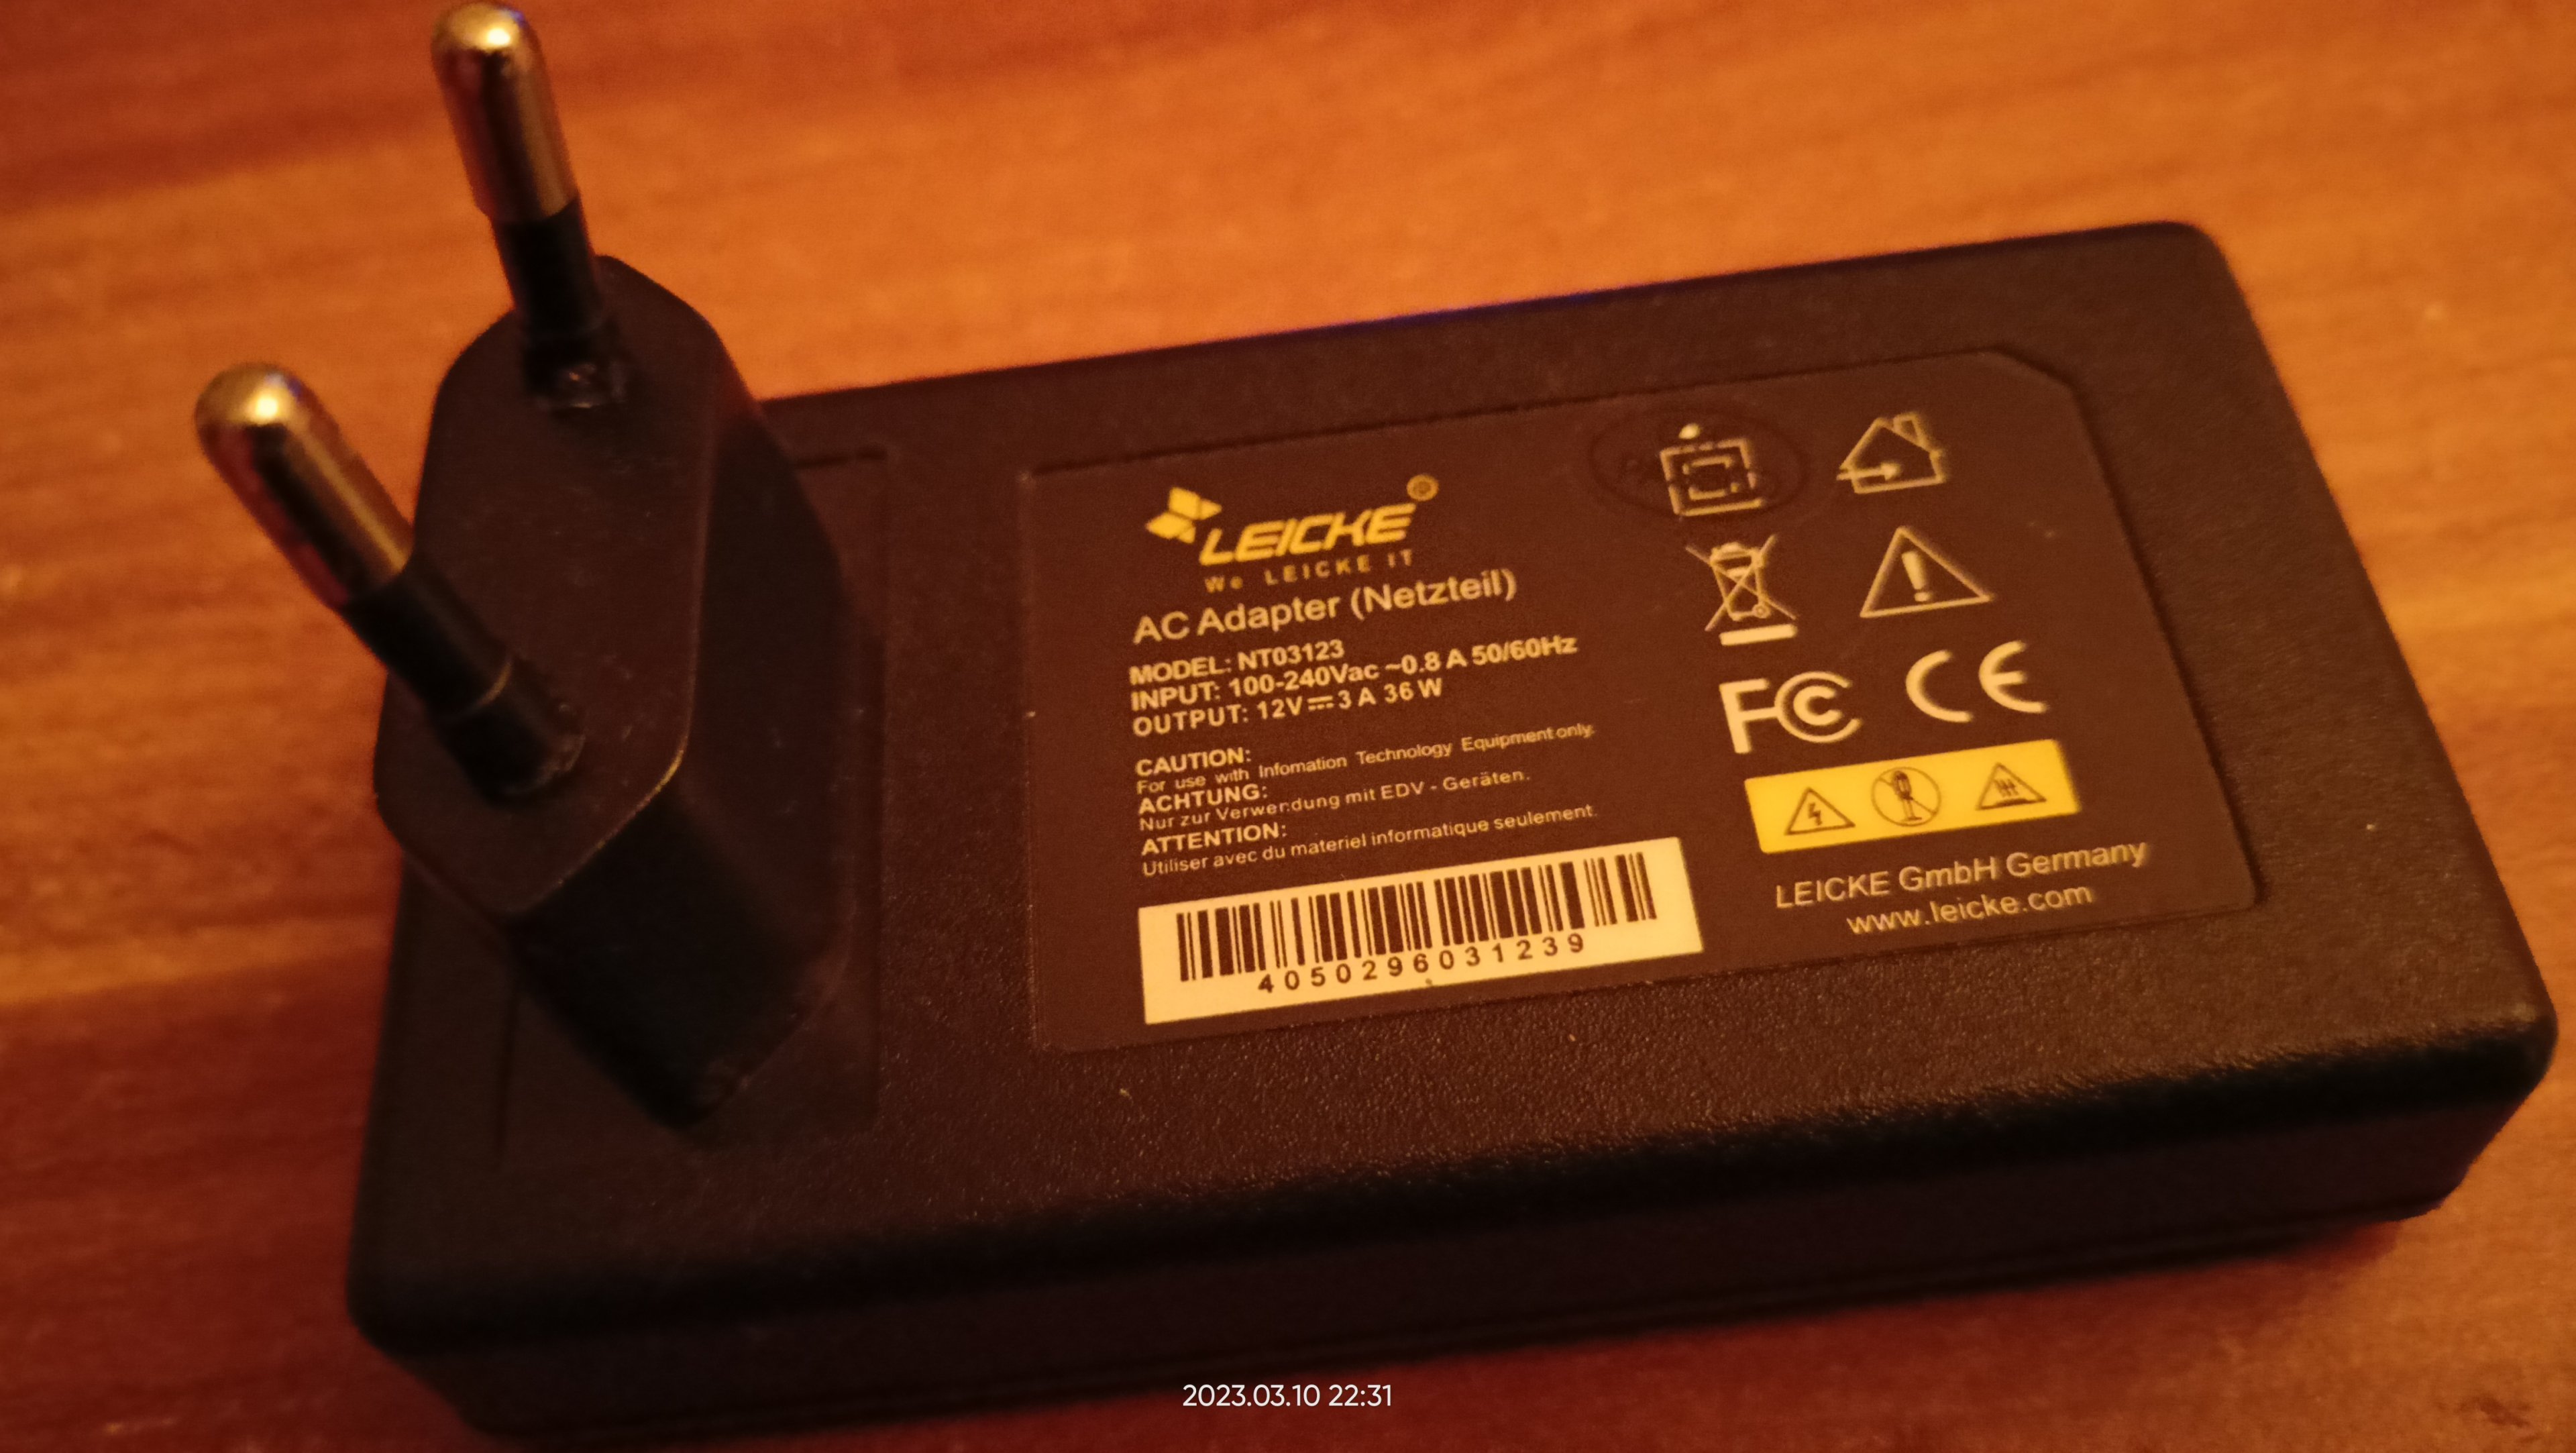 LEICKE®
We LEICKE IT
AC Adapter (Netzteil)
MODEL: NT03123
INPUT: 100-240Vac ~0.8 A 50/60Hz
OUTPUT: 12V⎓3 A 36 W
CAUTION:
For use with Infomation Technology Equipment only.
ACHTUNG:
Nur zur Verwendung mit EDV - Geräten.
ATTENTION:
Utiliser avec du materiel informatique seulement.
4050296031239
FC CE
LEICKE GmbH Germany
www.leicke.com
2023.03.10 22:31